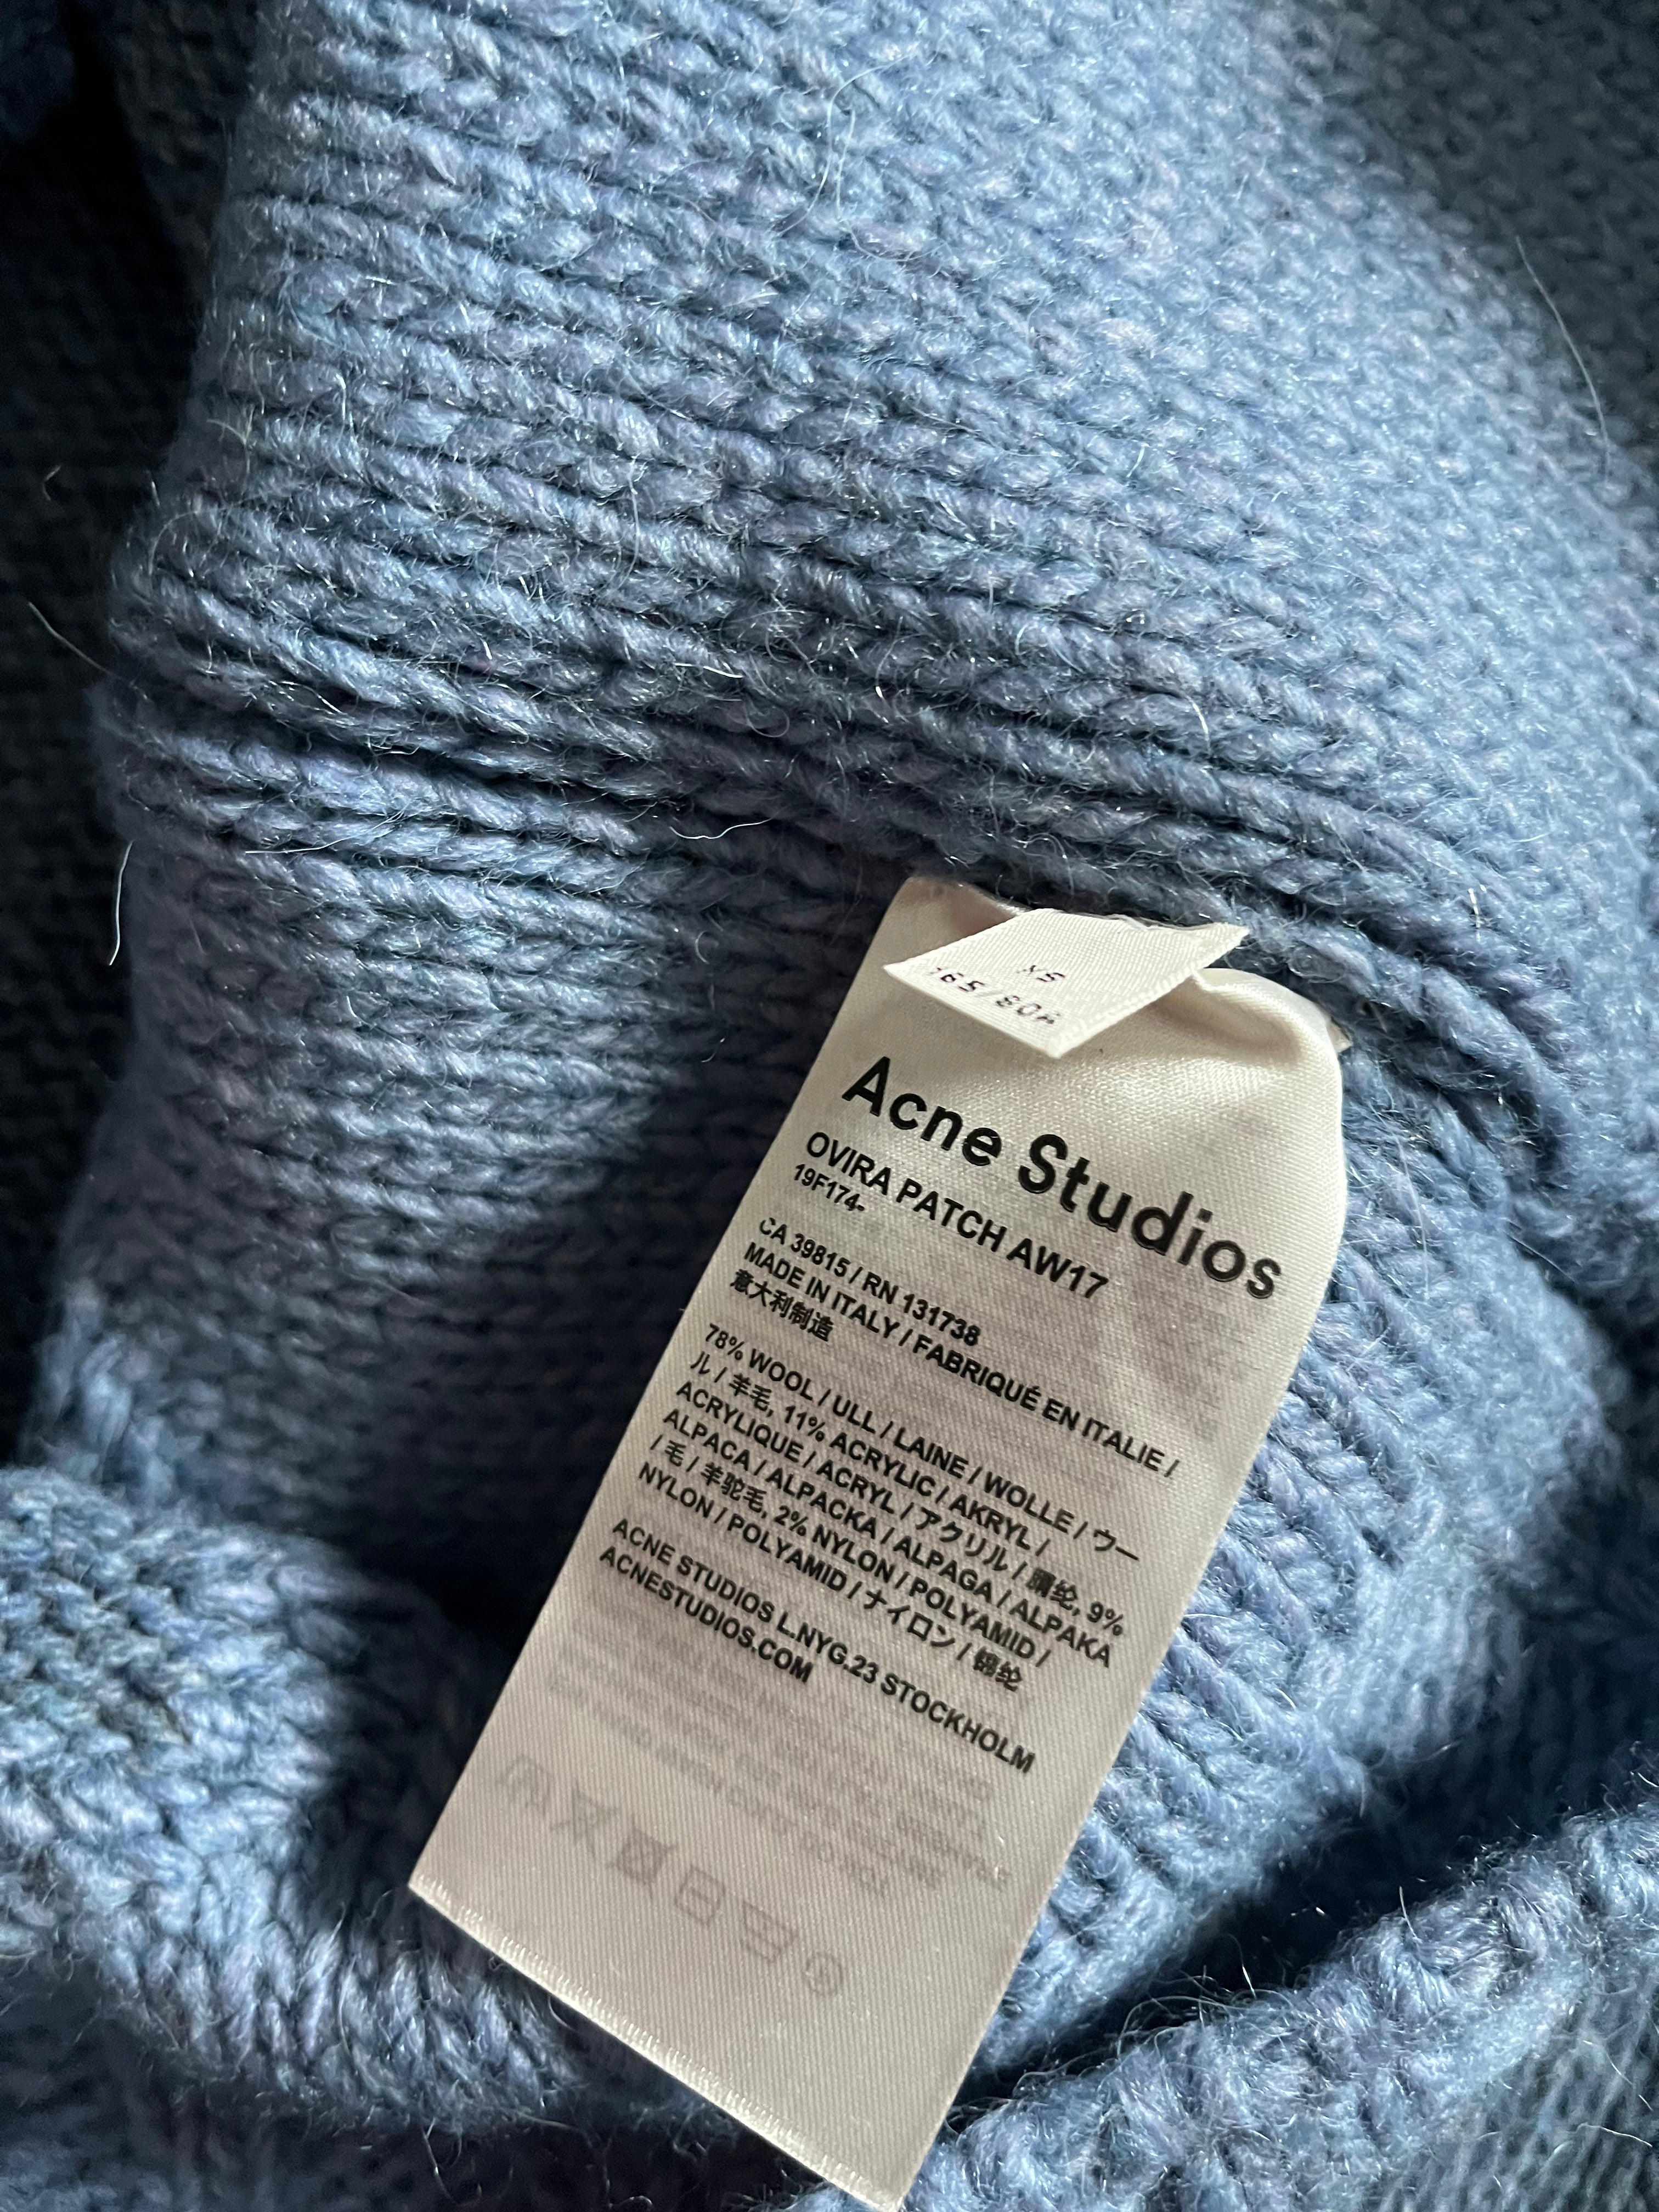 XS
165/80A
Acne Studios
OVIRA PATCH AW17
19F174-
CA 39815 / RN 131738
MADE IN ITALY / FABRIQUÉ EN ITALIE /
意大利制造
78% WOOL / ULL / LAINE / WOLLE / ウー
ル / 羊毛, 11% ACRYLIC / AKRYL /
ACRYLIQUE / ACRYL / アクリル / 腈纶, 9%
ALPACA / ALPACKA / ALPAGA / ALPAKA
/ 毛 / 羊驼毛, 2% NYLON / POLYAMID /
NYLON / POLYAMID / ナイロン / 锦纶
ACNE STUDIOS L.NYG.23 STOCKHOLM
ACNESTUDIOS.COM